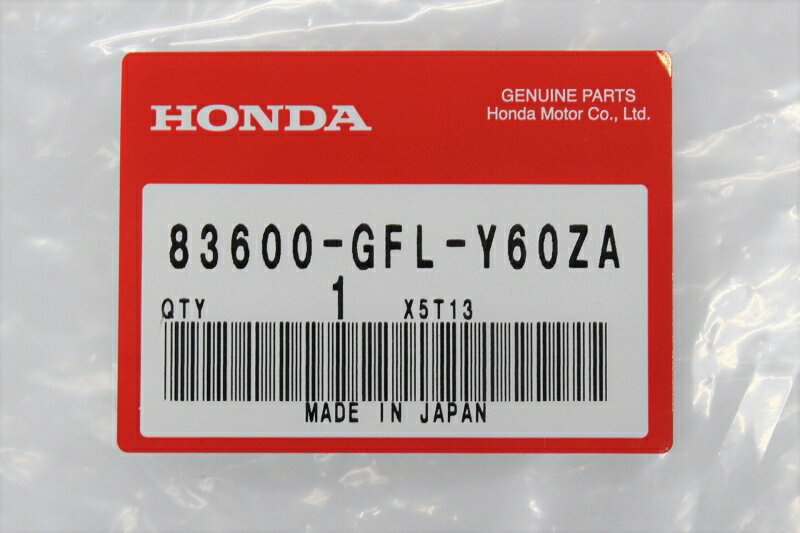 HONDA
GENUINE PARTS
Honda Motor Co., Ltd.
83600-GFL-Y60ZA
QTY 1 X5T13
MADE IN JAPAN